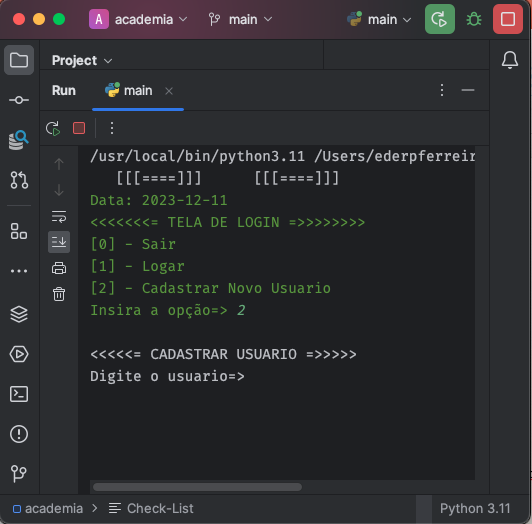 A academia main main
Project
Run main
/usr/local/bin/python3.11 /Users/ederpferreir
[[[====]]] [[[====]]]
Data: 2023-12-11
<<<<<<<= TELA DE LOGIN =>>>>>>>>
[0] - Sair
[1] - Logar
[2] - Cadastrar Novo Usuario
Insira a opção=> 2
<<<<<= CADASTRAR USUARIO =>>>>>
Digite o usuario=>
academia > Check-List Python 3.11